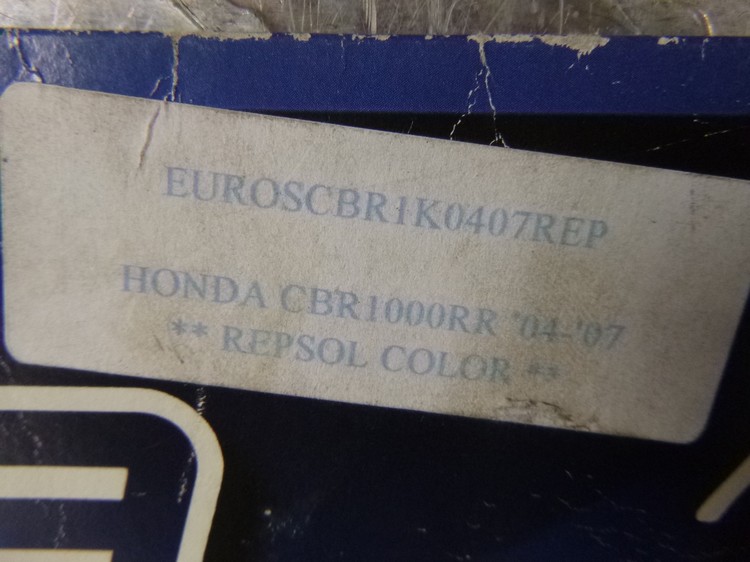 EUROSCBR1K0407REP
HONDA CBR1000RR '04-'07
** REPSOL COLOR **